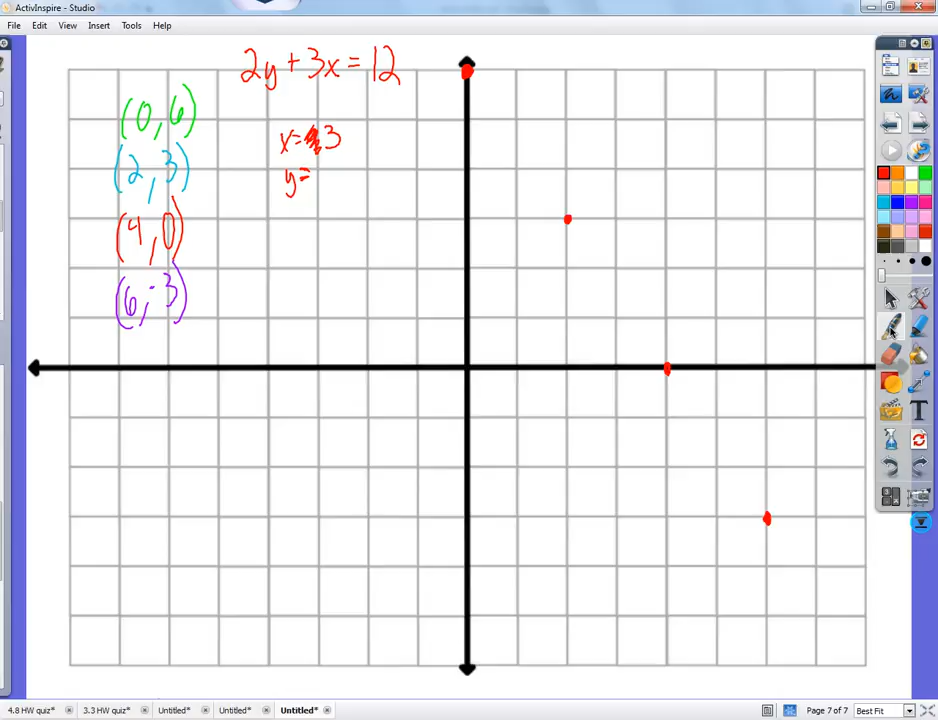 ActivInspire - Studio
File Edit View Insert Tools Help
2y + 3x = 12
(0, 6)
(2, 3)
(4, 0)
(6, -3)
x = 3
y =
4.8 HW quiz* 3.3 HW quiz* Untitled* Untitled* Untitled* Page 7 of 7 Best Fit